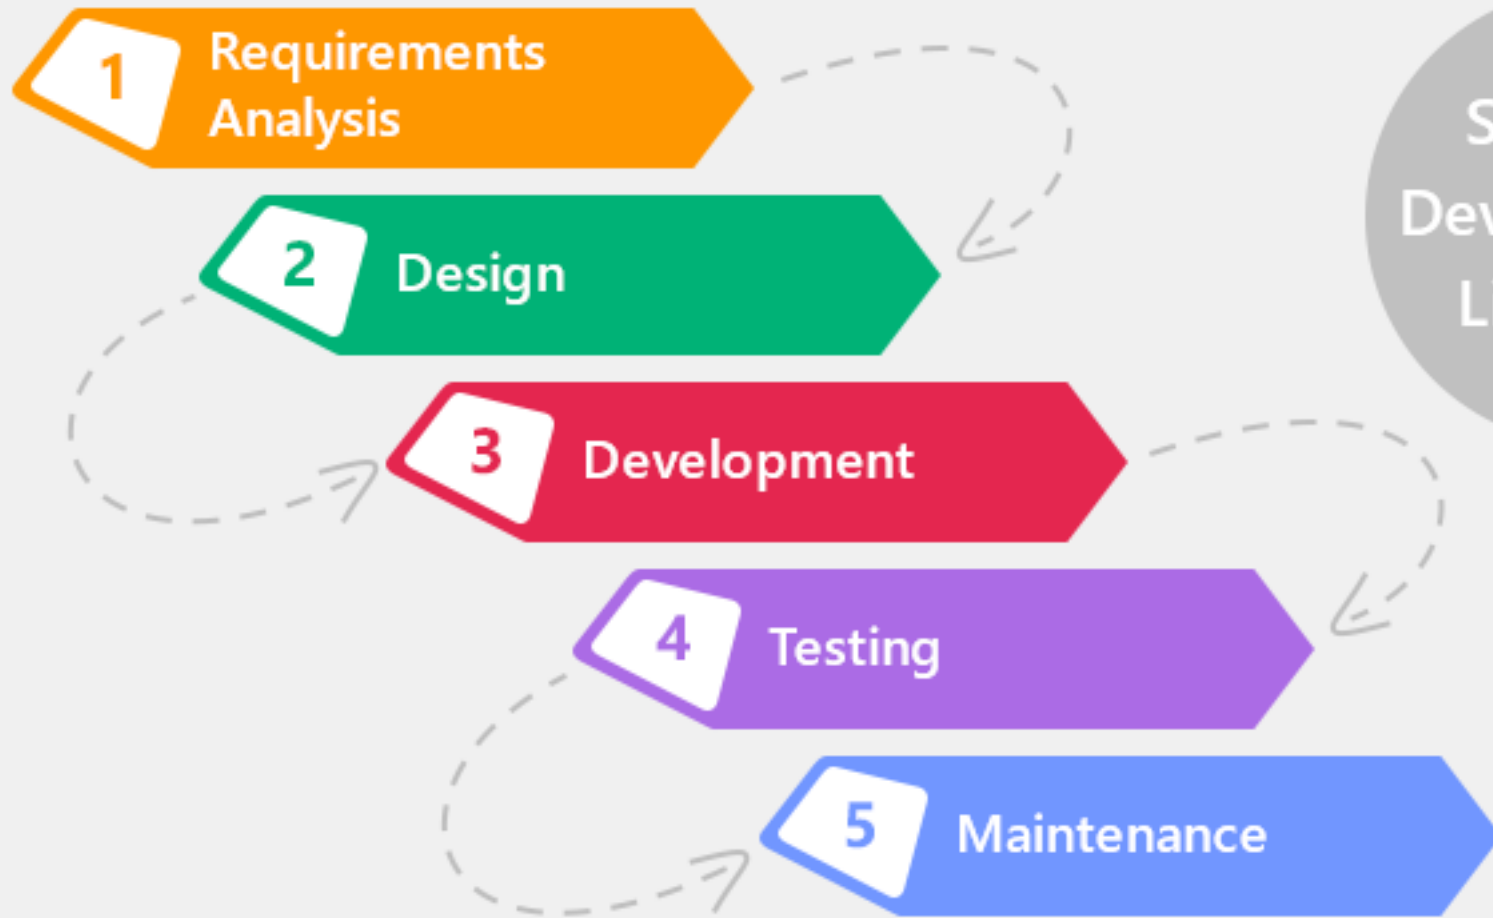 1
Requirements
Analysis
2
Design
3
Development
4
Testing
5
Maintenance